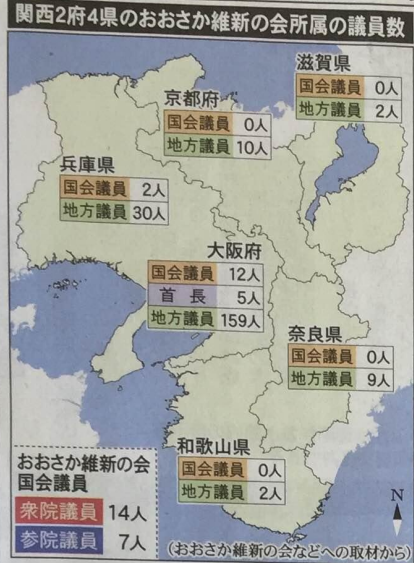 関西2府4県のおおさか維新の会所属の議員数
滋賀県
国会議員 0人
地方議員 2人
京都府
国会議員 0人
地方議員 10人
兵庫県
国会議員 2人
地方議員 30人
大阪府
国会議員 12人
首長 5人
地方議員 159人
奈良県
国会議員 0人
地方議員 9人
和歌山県
国会議員 0人
地方議員 2人
おおさか維新の会
国会議員
衆院議員 14人
参院議員 7人
N
(おおさか維新の会などへの取材から)